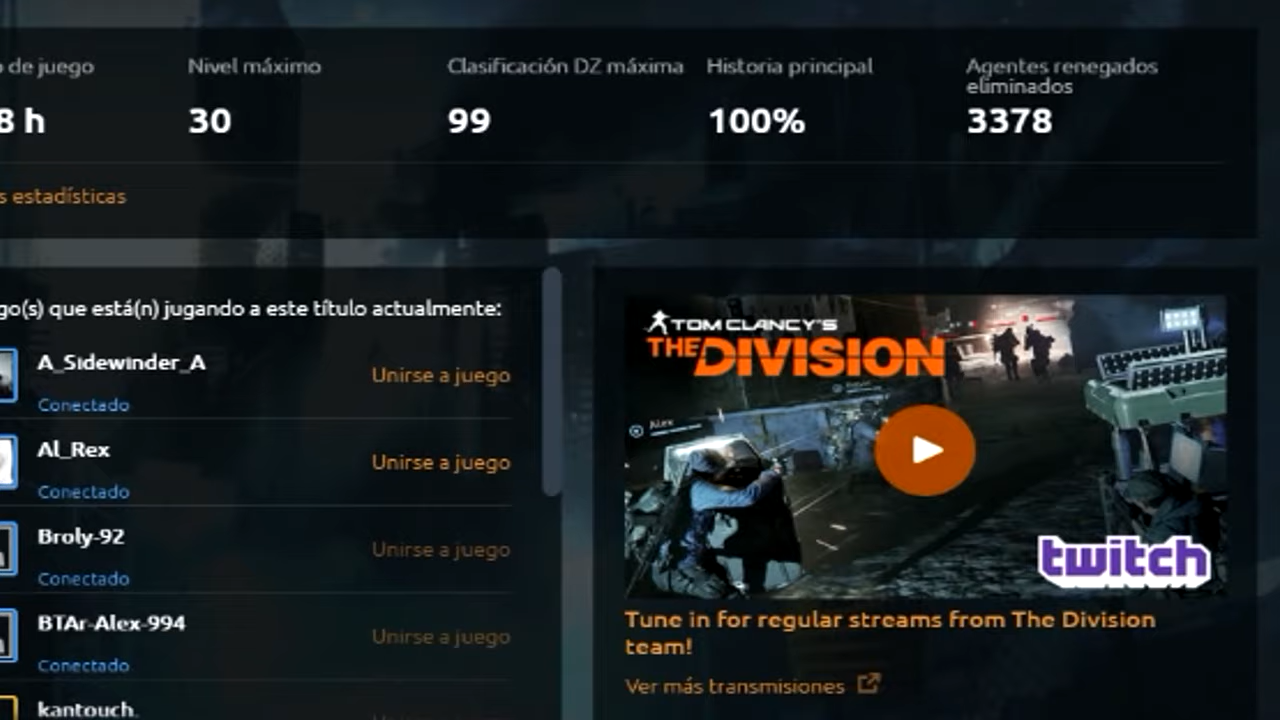 de juego
Nivel máximo
Clasificación DZ máxima
Historia principal
Agentes renegados
eliminados
8 h
30
99
100%
3378
s estadísticas
go(s) que está(n) jugando a este título actualmente:
A_Sidewinder_A
Unirse a juego
Conectado
Al_Rex
Unirse a juego
Conectado
Broly-92
Unirse a juego
Conectado
BTAr-Alex-994
Unirse a juego
Conectado
kantouch.
TOM CLANCY'S
THE DIVISION
Alex
twitch
Tune in for regular streams from The Division
team!
Ver más transmisiones